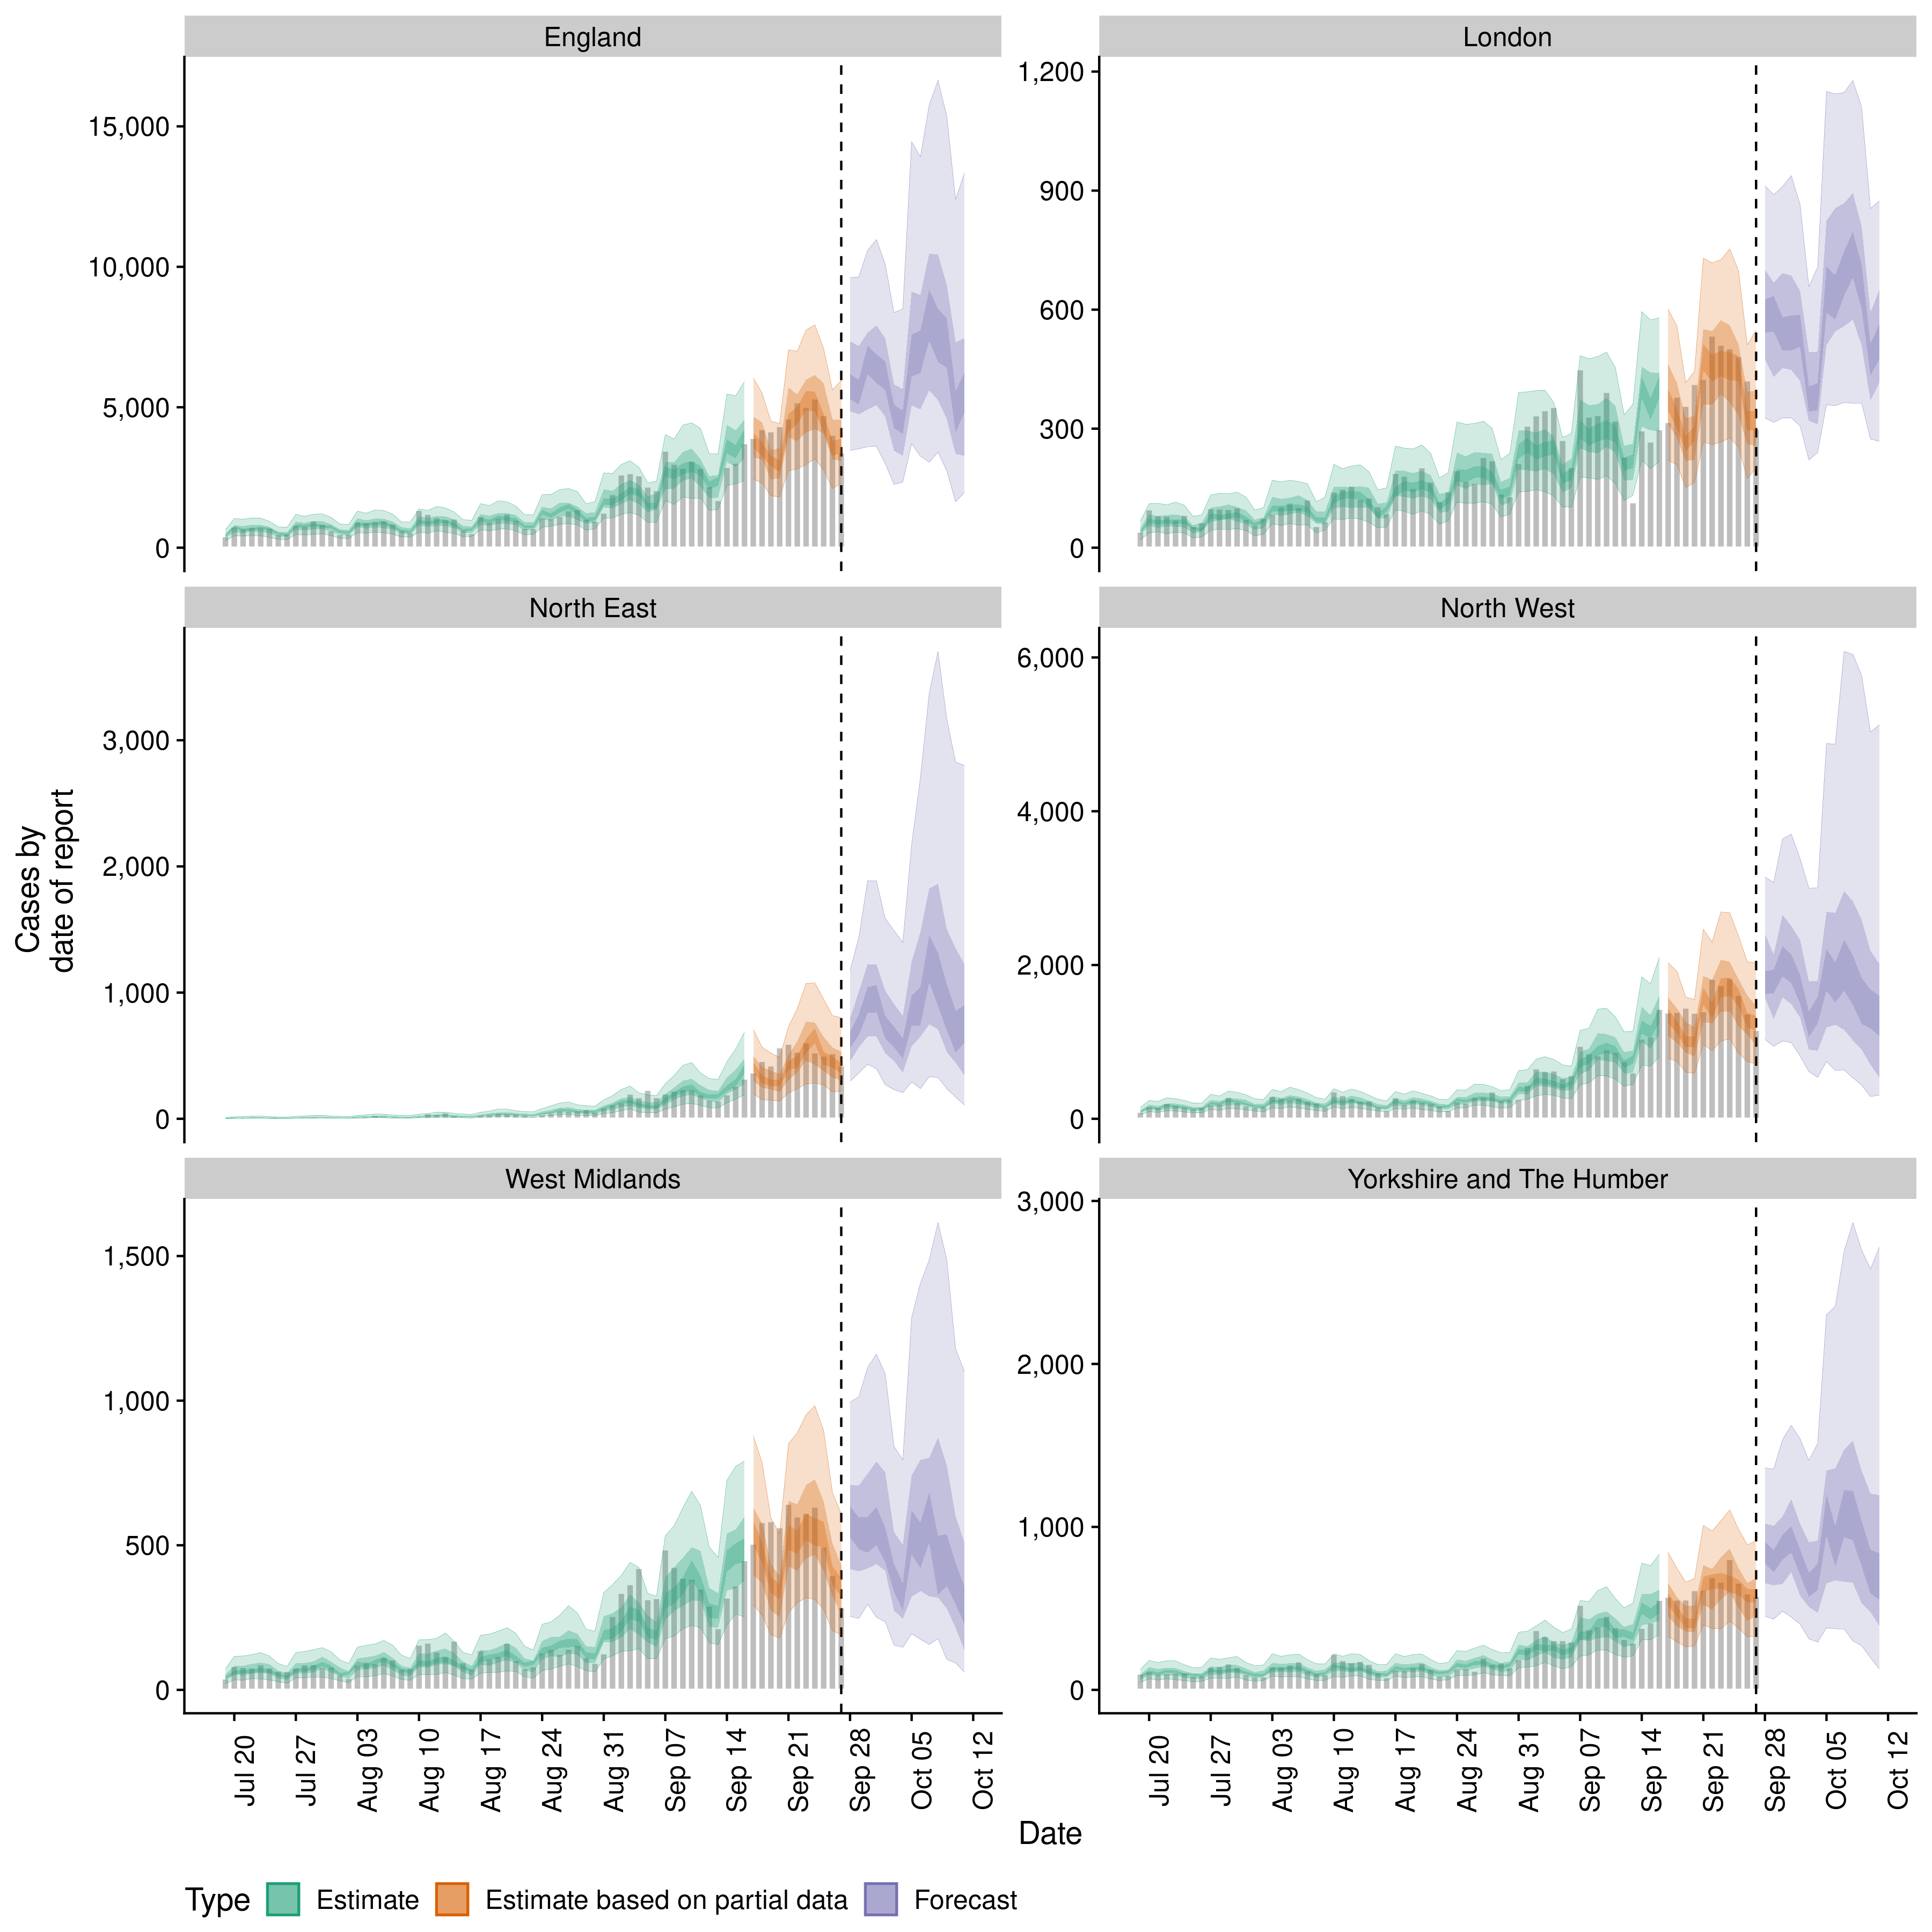 England
London
15,000
10,000
5,000
0
1,200
900
600
300
0
North East
North West
3,000
2,000
1,000
0
6,000
4,000
2,000
0
Cases by
date of report
West Midlands
Yorkshire and The Humber
1,500
1,000
500
0
3,000
2,000
1,000
0
Jul 20
Jul 27
Aug 03
Aug 10
Aug 17
Aug 24
Aug 31
Sep 07
Sep 14
Sep 21
Sep 28
Oct 05
Oct 12
Jul 20
Jul 27
Aug 03
Aug 10
Aug 17
Aug 24
Aug 31
Sep 07
Sep 14
Sep 21
Sep 28
Oct 05
Oct 12
Date
Type Estimate Estimate based on partial data Forecast